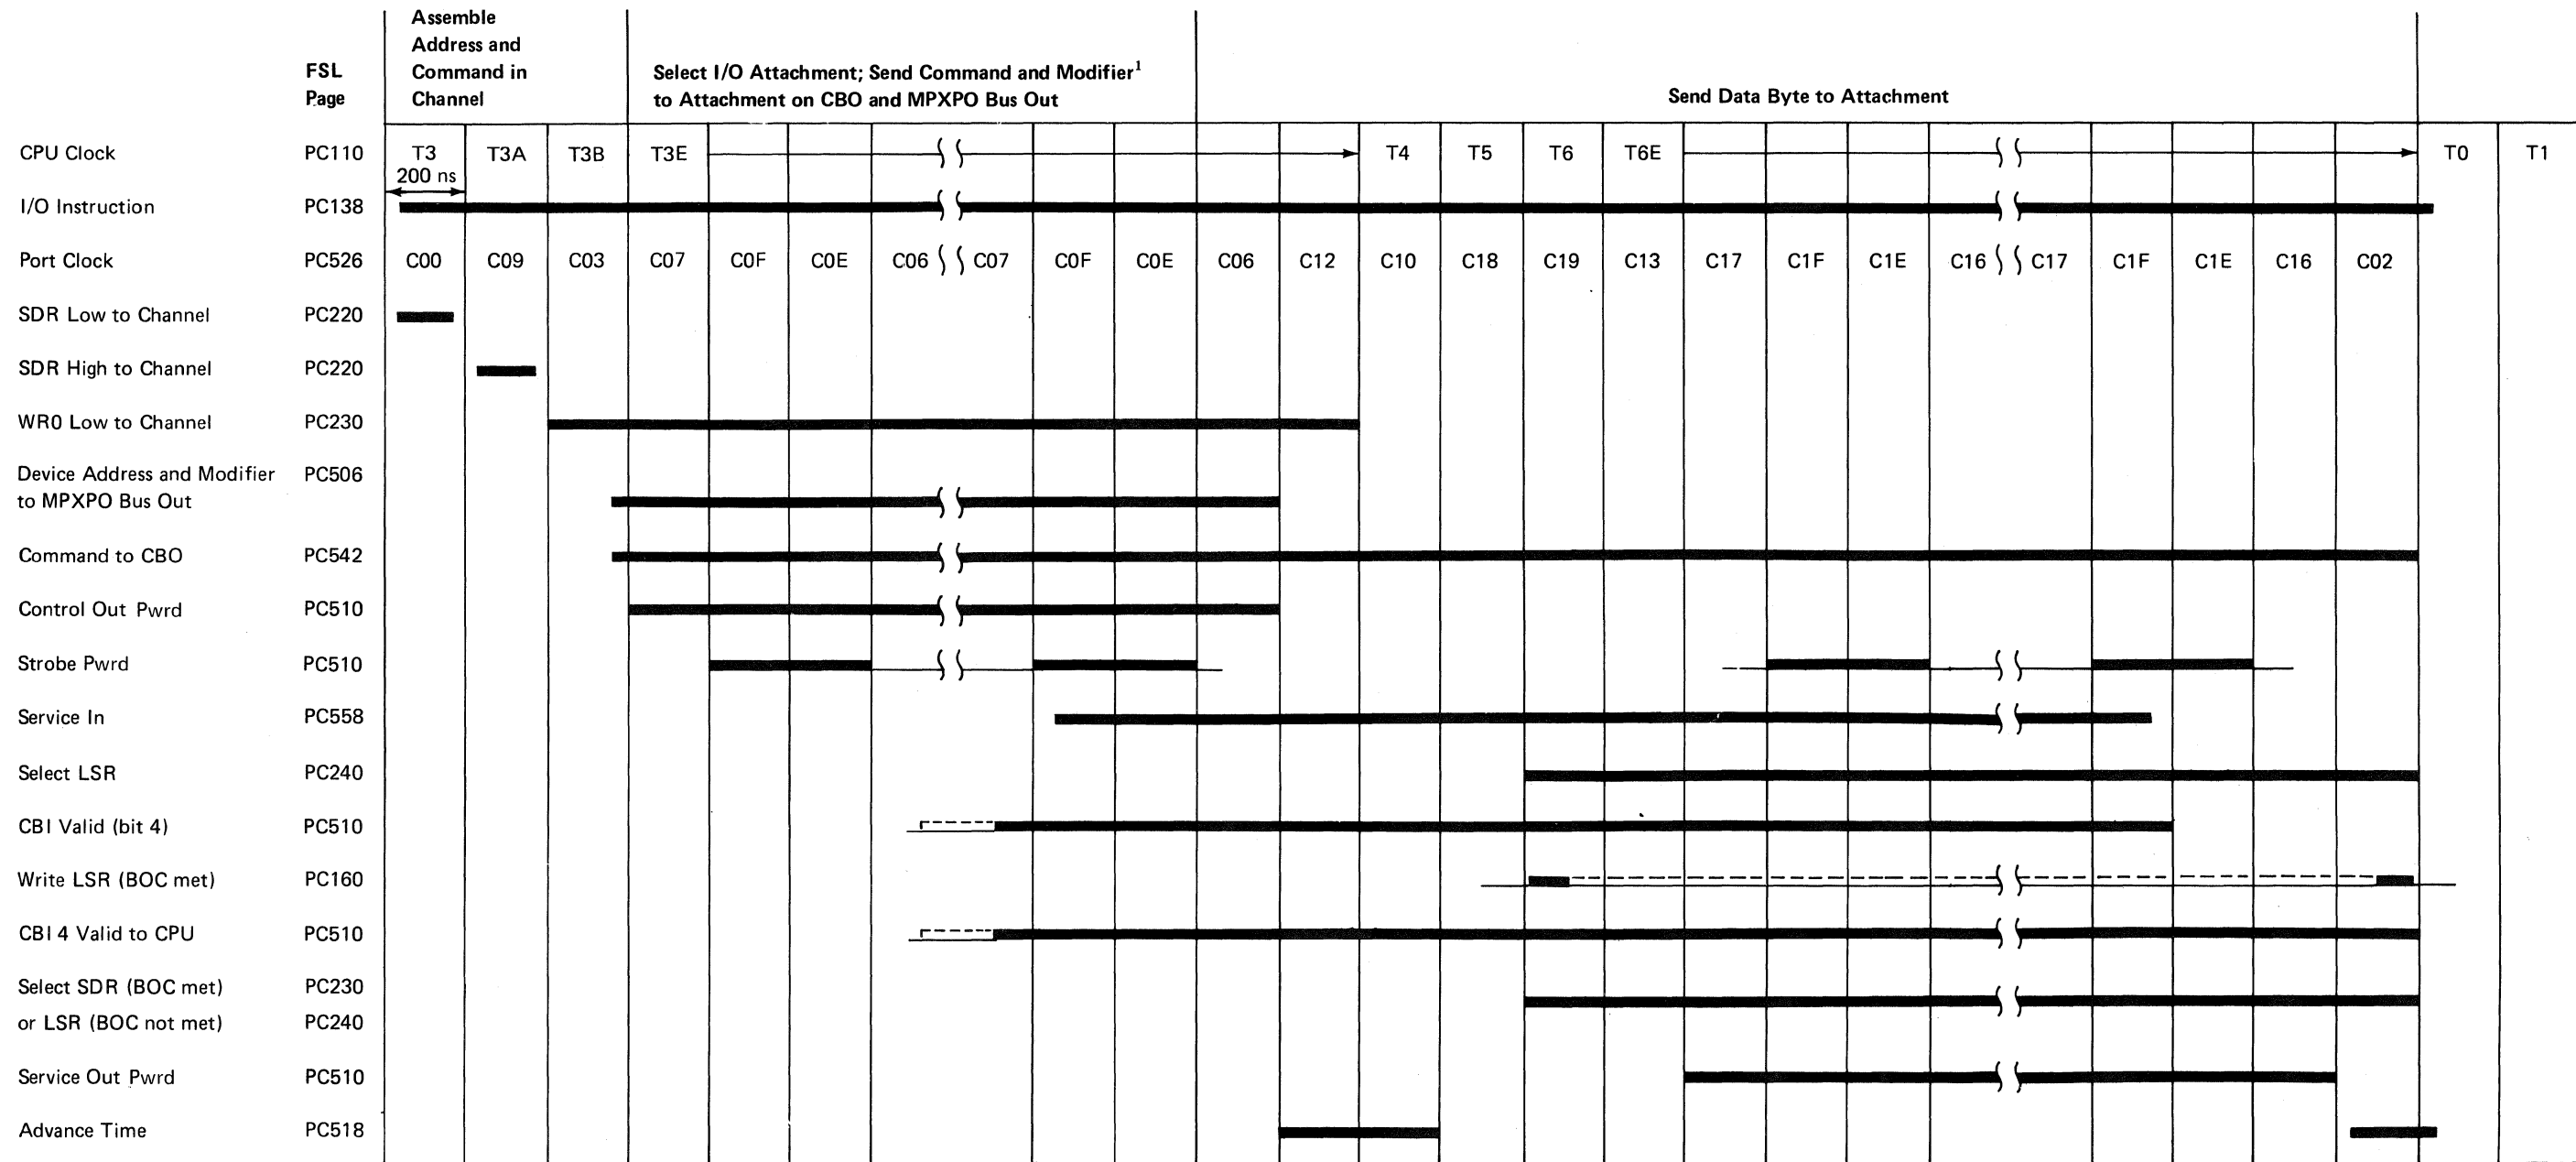 Assemble
Address and
Command in
Channel
FSL
Page
Select I/O Attachment; Send Command and Modifier¹
to Attachment on CBO and MPXPO Bus Out
Send Data Byte to Attachment
CPU Clock PC110 T3 T3A T3B T3E T4 T5 T6 T6E T0 T1
200 ns
I/O Instruction PC138
Port Clock PC526 C00 C09 C03 C07 C0F C0E C06 C07 C0F C0E C06 C12 C10 C18 C19 C13 C17 C1F C1E C16 C17 C1F C1E C16 C02
SDR Low to Channel PC220
SDR High to Channel PC220
WR0 Low to Channel PC230
Device Address and Modifier PC506
to MPXPO Bus Out
Command to CBO PC542
Control Out Pwrd PC510
Strobe Pwrd PC510
Service In PC558
Select LSR PC240
CBI Valid (bit 4) PC510
Write LSR (BOC met) PC160
CBI 4 Valid to CPU PC510
Select SDR (BOC met) PC230
or LSR (BOC not met) PC240
Service Out Pwrd PC510
Advance Time PC518